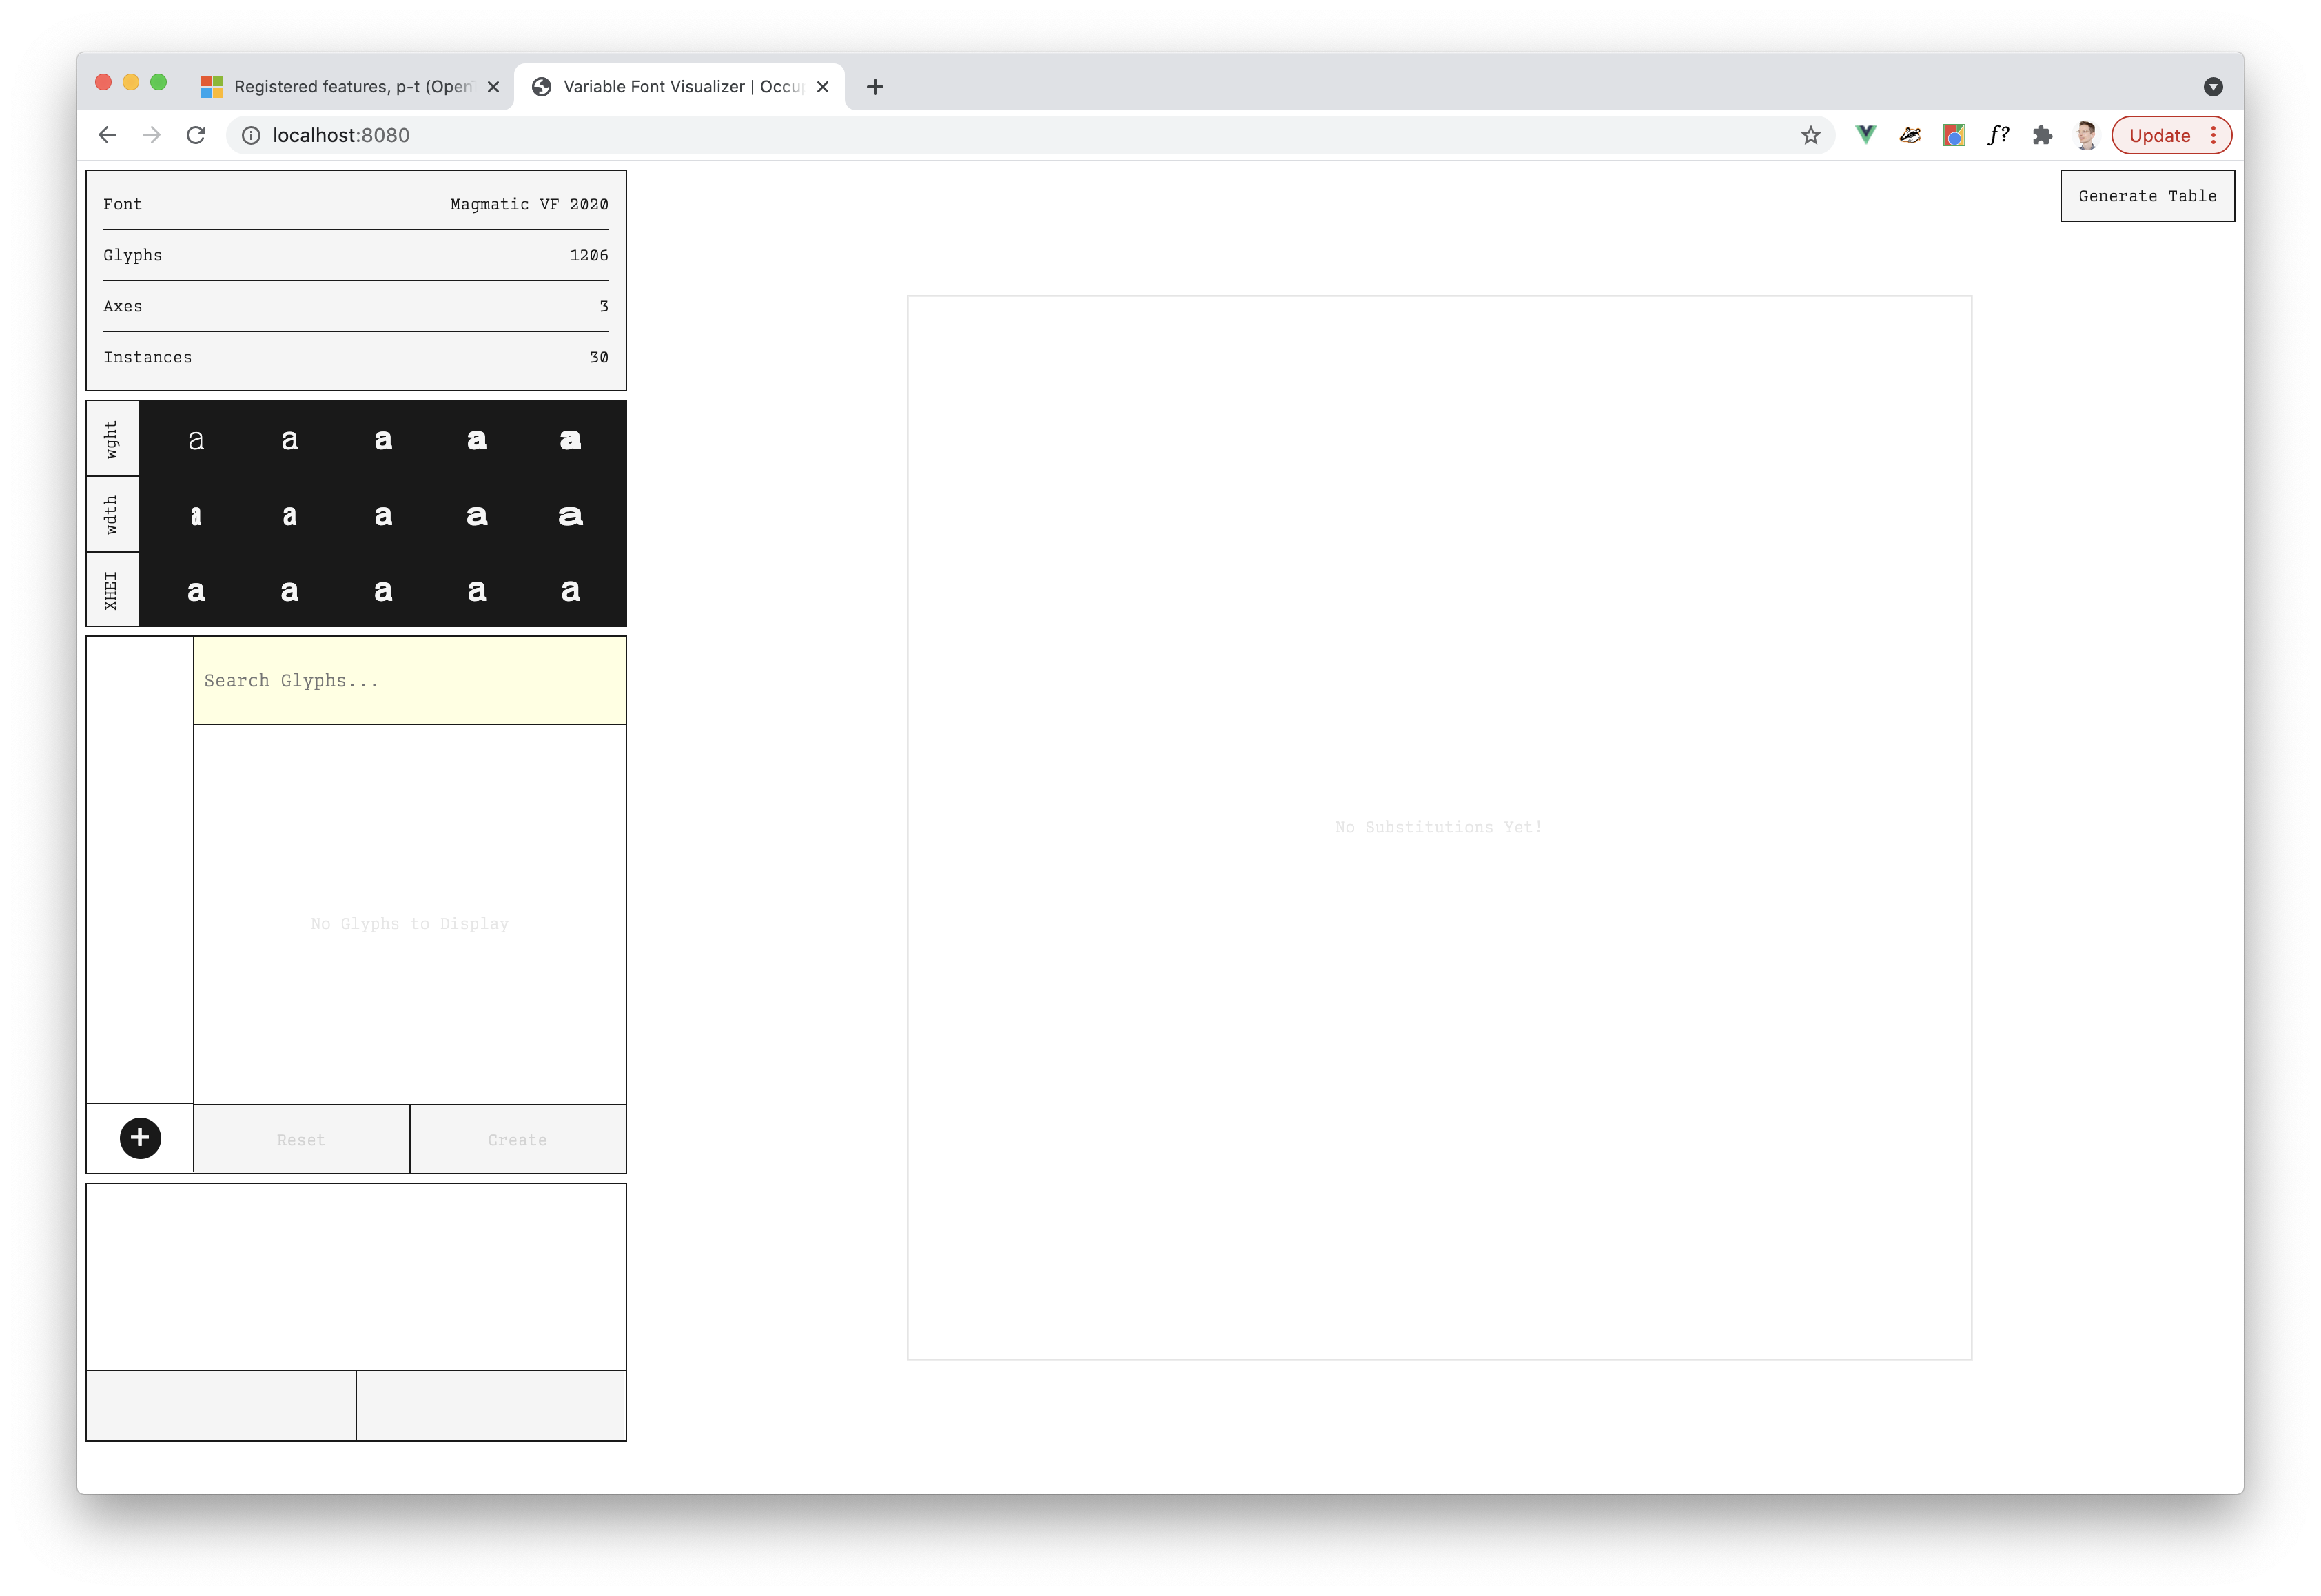 Registered features, p-t (Open
Variable Font Visualizer | Occu
localhost:8080
f?
Update
Font Magmatic VF 2020
Generate Table
Glyphs 1206
Axes 3
Instances 30
wght a a a a a
wdth a a a a a
XHEI a a a a a
Search Glyphs...
No Substitutions Yet!
No Glyphs to Display
Reset Create